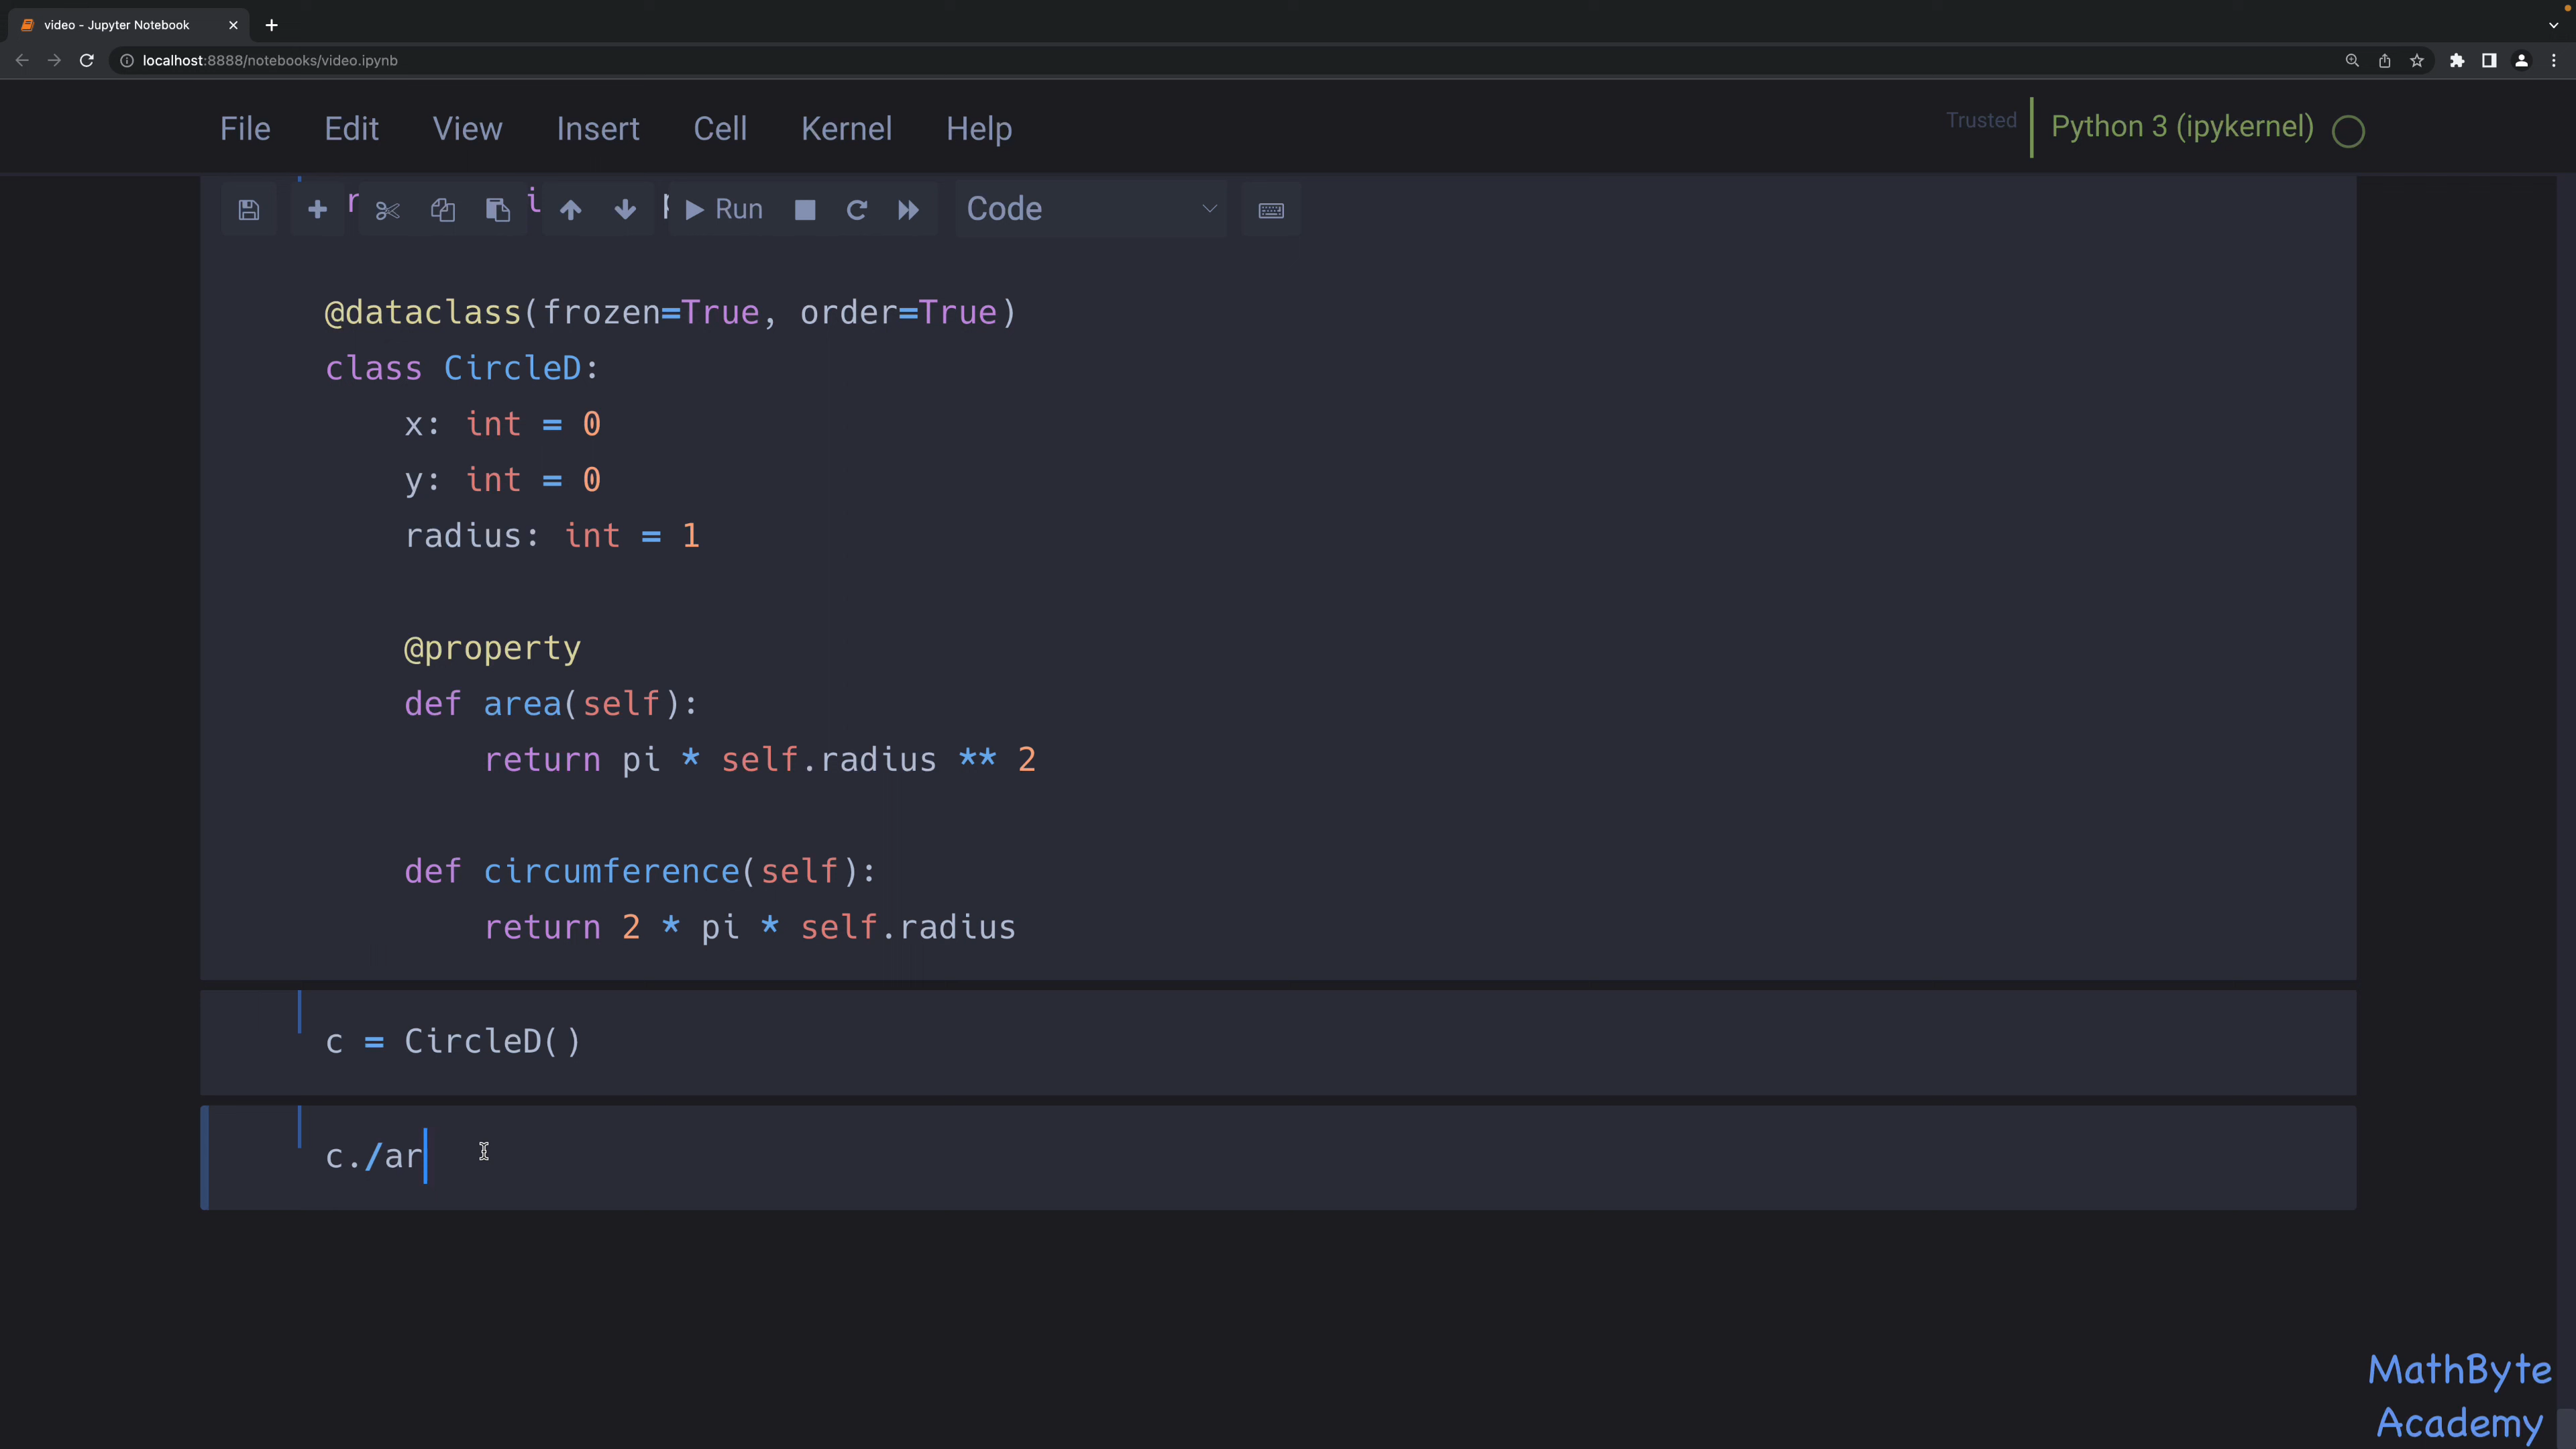 video - Jupyter Notebook
localhost:8888/notebooks/video.ipynb
File Edit View Insert Cell Kernel Help
Trusted
Python 3 (ipykernel)
Run
Code
@dataclass(frozen=True, order=True)
class CircleD:
x: int = 0
y: int = 0
radius: int = 1
@property
def area(self):
return pi * self.radius ** 2
def circumference(self):
return 2 * pi * self.radius
c = CircleD()
c./ar
MathByte
Academy